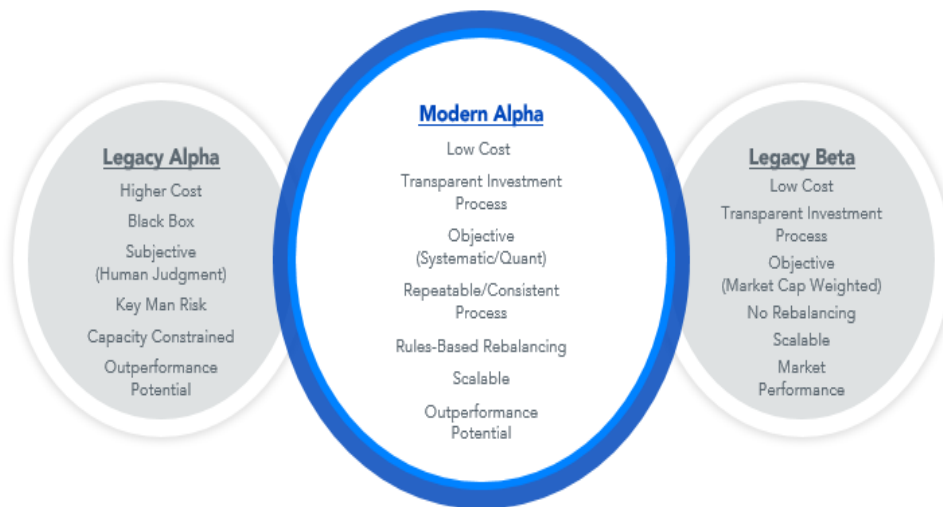 Legacy Alpha
Higher Cost
Black Box
Subjective
(Human Judgment)
Key Man Risk
Capacity Constrained
Outperformance
Potential
Modern Alpha
Low Cost
Transparent Investment
Process
Objective
(Systematic/Quant)
Repeatable/Consistent
Process
Rules-Based Rebalancing
Scalable
Outperformance
Potential
Legacy Beta
Low Cost
Transparent Investment
Process
Objective
(Market Cap Weighted)
No Rebalancing
Scalable
Market
Performance